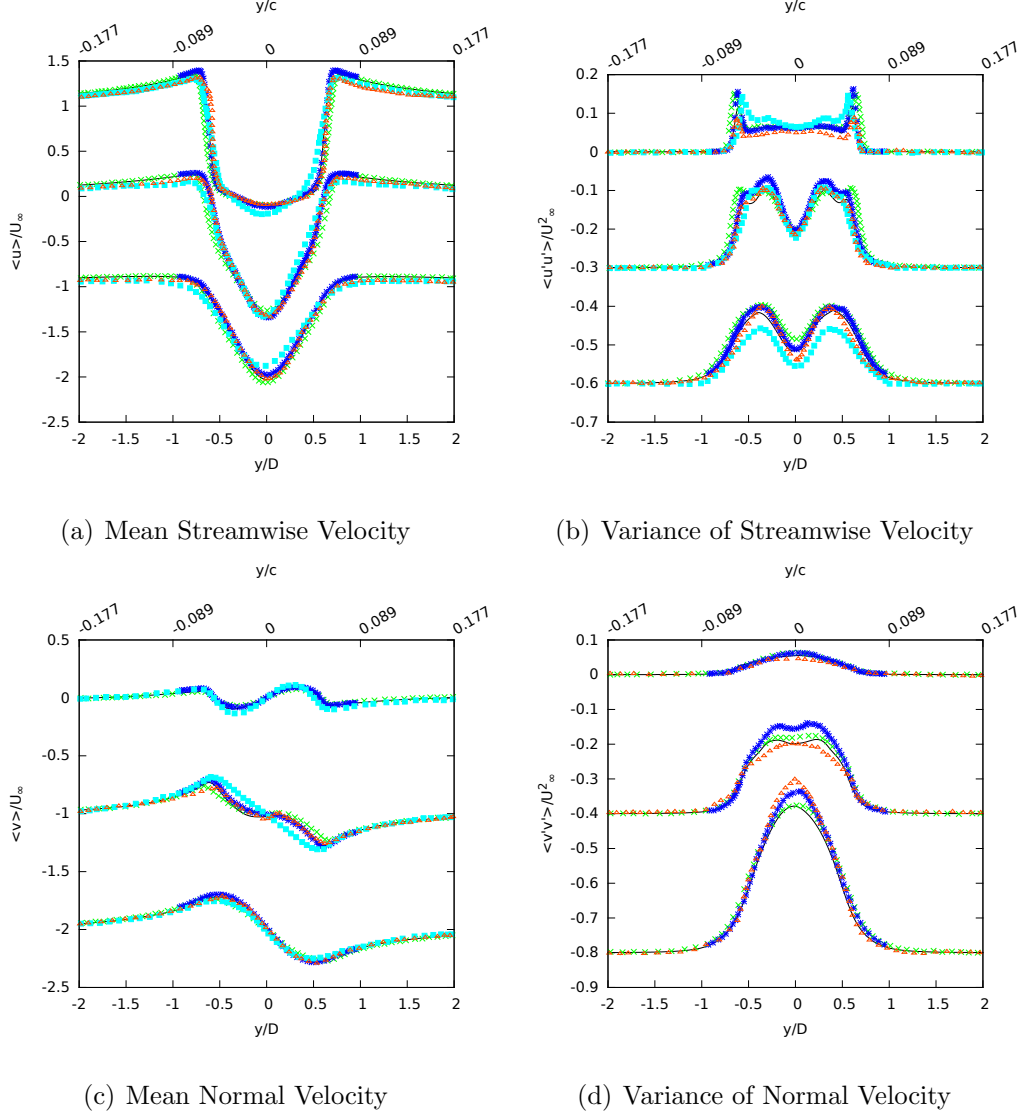 y/c y/c
-0.177 -0.089 0 0.089 0.177 -0.177 -0.089 0 0.089 0.177
1.5 1 0.5 0 -0.5 -1 -1.5 -2 -2.5
<u>/U∞
-2 -1.5 -1 -0.5 0 0.5 1 1.5 2
y/D
0.2 0.1 0 -0.1 -0.2 -0.3 -0.4 -0.5 -0.6 -0.7
<u'u'>/U²∞
-2 -1.5 -1 -0.5 0 0.5 1 1.5 2
y/D
(a) Mean Streamwise Velocity
(b) Variance of Streamwise Velocity
y/c y/c
-0.177 -0.089 0 0.089 0.177 -0.177 -0.089 0 0.089 0.177
0.5 0 -0.5 -1 -1.5 -2 -2.5
<v>/U∞
-2 -1.5 -1 -0.5 0 0.5 1 1.5 2
y/D
0.1 0 -0.1 -0.2 -0.3 -0.4 -0.5 -0.6 -0.7 -0.8 -0.9
<v'v'>/U²∞
-2 -1.5 -1 -0.5 0 0.5 1 1.5 2
y/D
(c) Mean Normal Velocity
(d) Variance of Normal Velocity